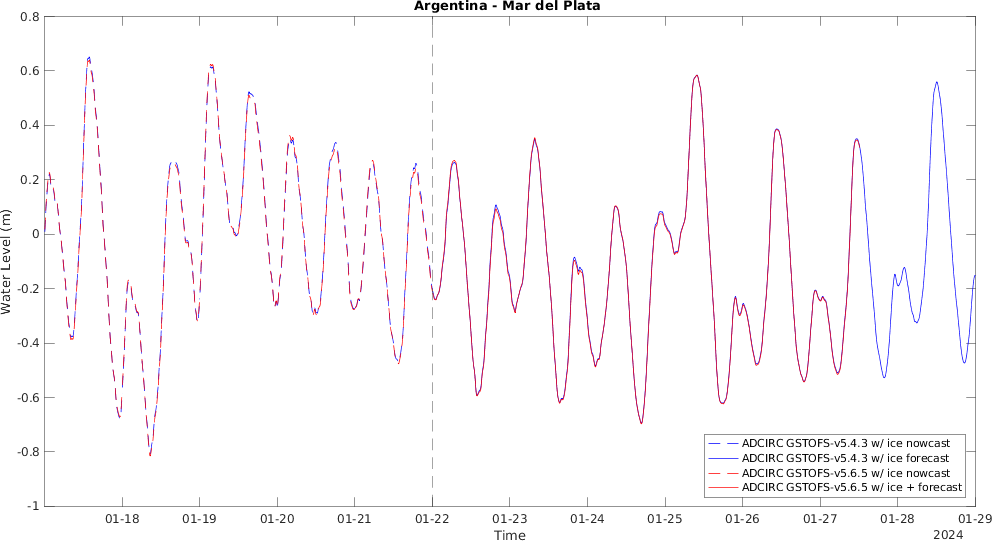 Argentina - Mar del Plata
0.8
0.6
0.4
0.2
0
-0.2
-0.4
-0.6
-0.8
-1
Water Level (m)
ADCIRC GSTOFS-v5.4.3 w/ ice nowcast
ADCIRC GSTOFS-v5.4.3 w/ ice forecast
ADCIRC GSTOFS-v5.6.5 w/ ice nowcast
ADCIRC GSTOFS-v5.6.5 w/ ice + forecast
01-18 01-19 01-20 01-21 01-22 01-23 01-24 01-25 01-26 01-27 01-28 01-29
Time
2024